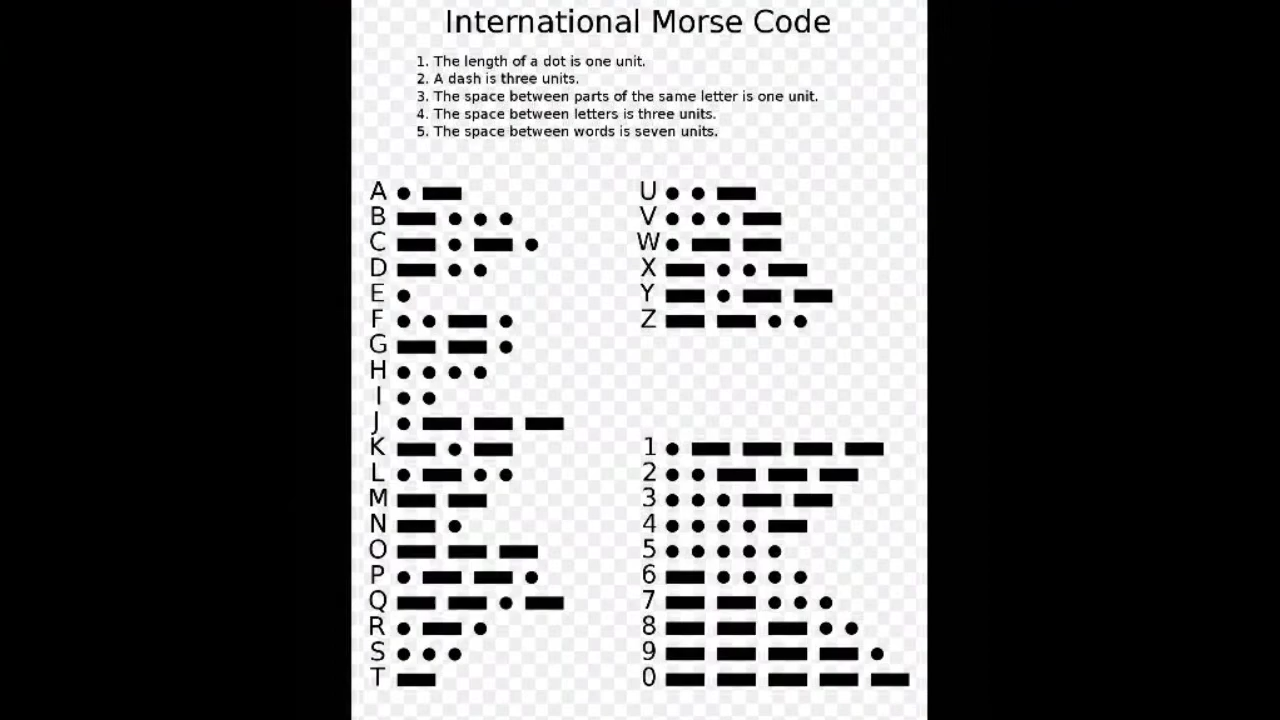 International Morse Code
1. The length of a dot is one unit.
2. A dash is three units.
3. The space between parts of the same letter is one unit.
4. The space between letters is three units.
5. The space between words is seven units.
A
B
C
D
E
F
G
H
I
J
K
L
M
N
O
P
Q
R
S
T
U
V
W
X
Y
Z
1
2
3
4
5
6
7
8
9
0